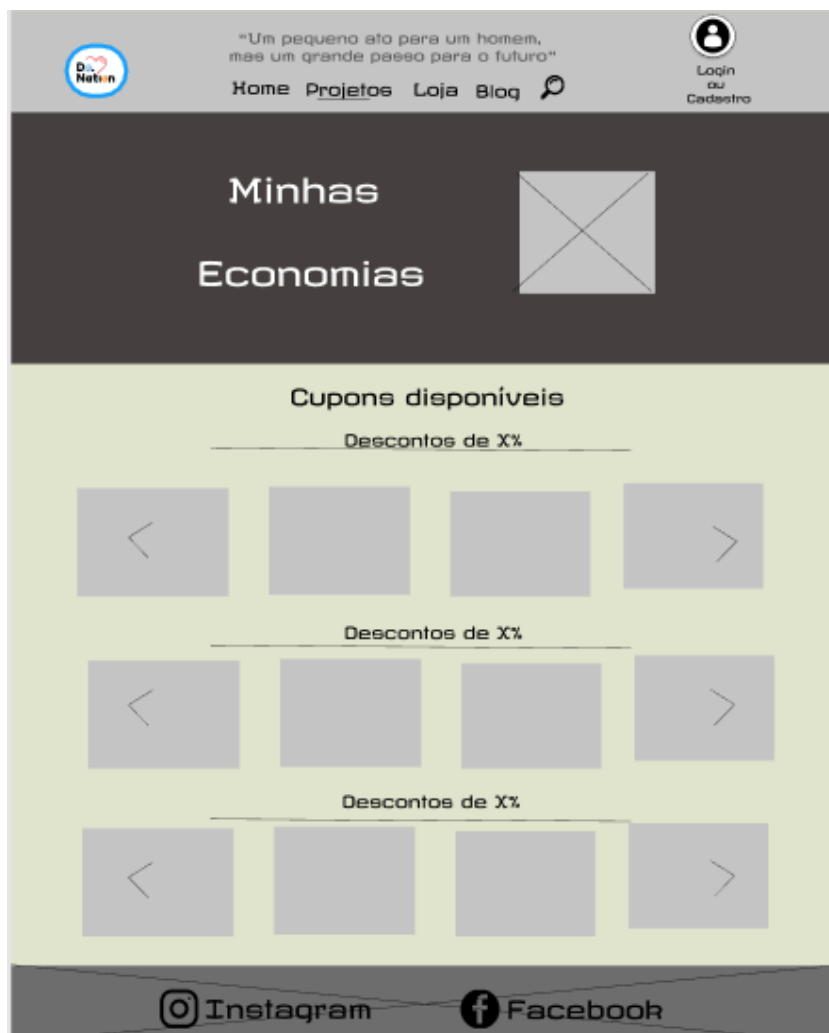 "Um pequeno ato para um homem,
mas um grande passo para o futuro"
Do
Nation
Home Projetos Loja Blog
Login
ou
Cadastro
Minhas
Economias
Cupons disponíveis
Descontos de X%
Descontos de X%
Descontos de X%
Instagram Facebook